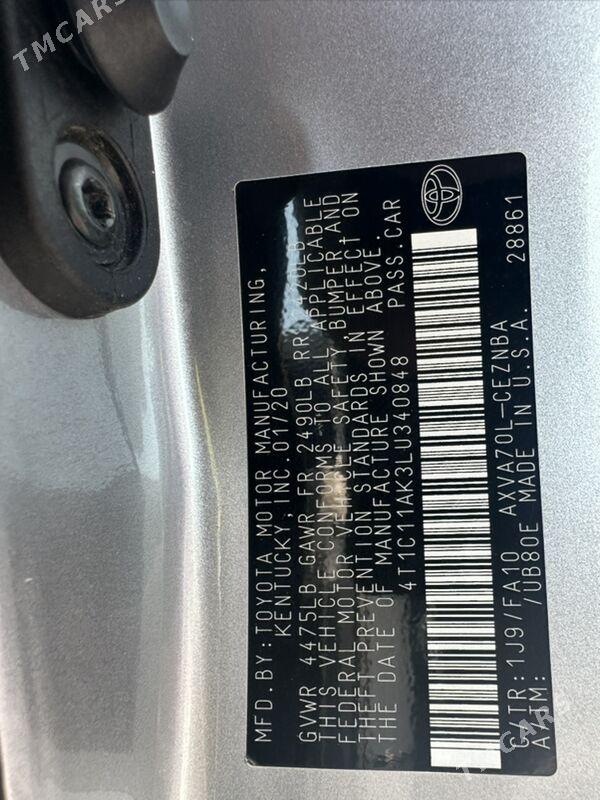 TMCARS
MFD.BY:TOYOTA MOTOR MANUFACTURING,
KENTUCKY, INC. 01/20
GVWR 4475LB GAWR FR 2490LB RR
THIS VEHICLE CONFORMS TO ALL APPLICABLE
FEDERAL MOTOR VEHICLE SAFETY, BUMPER, AND
THEFT PREVENTION STANDARDS IN EFFECT ON
THE DATE OF MANUFACTURE SHOWN ABOVE.
4T1C11AK3LU340848 PASS.CAR
C/TR:1J9/FA10 AXVA70L-CEZNBA 28861
A/TM: /UB80E MADE IN U.S.A.
TMCARS